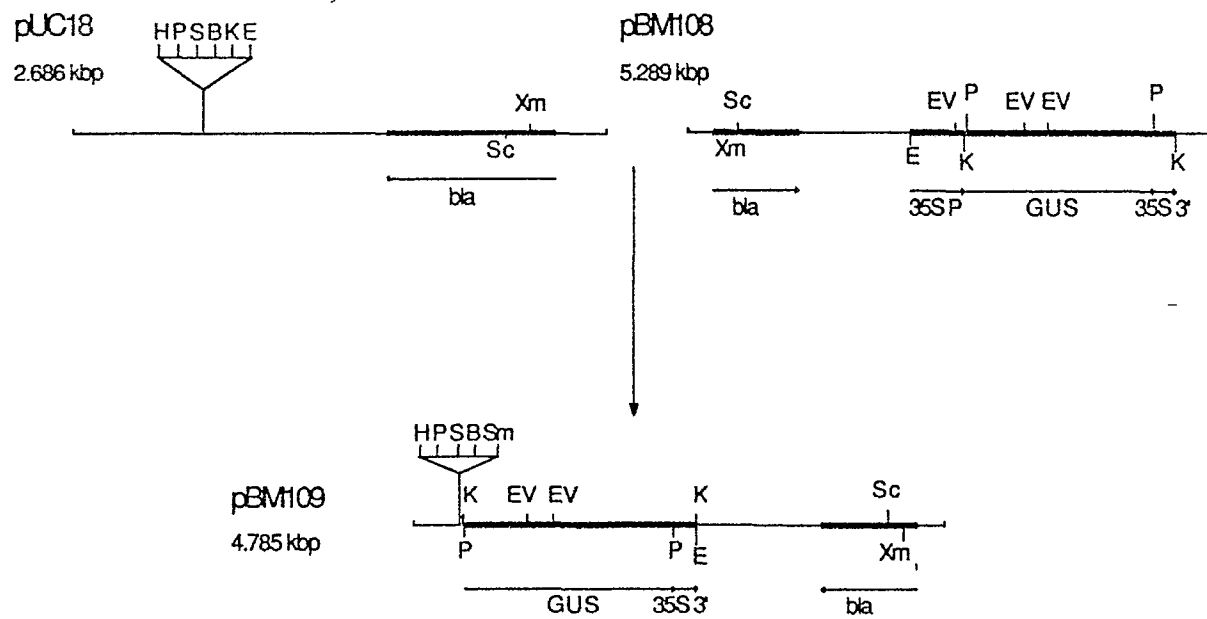 pUC18
2.686 kbp
HPSBKE
Xm
Sc
bla
pBM108
5.289 kbp
Sc
EV P EV EV P
Xm
E K K
bla
35S P GUS 35S 3'
HPSBSm
pBM109
4.785 kbp
K EV EV K Sc
P P E Xm
GUS 35S 3' bla